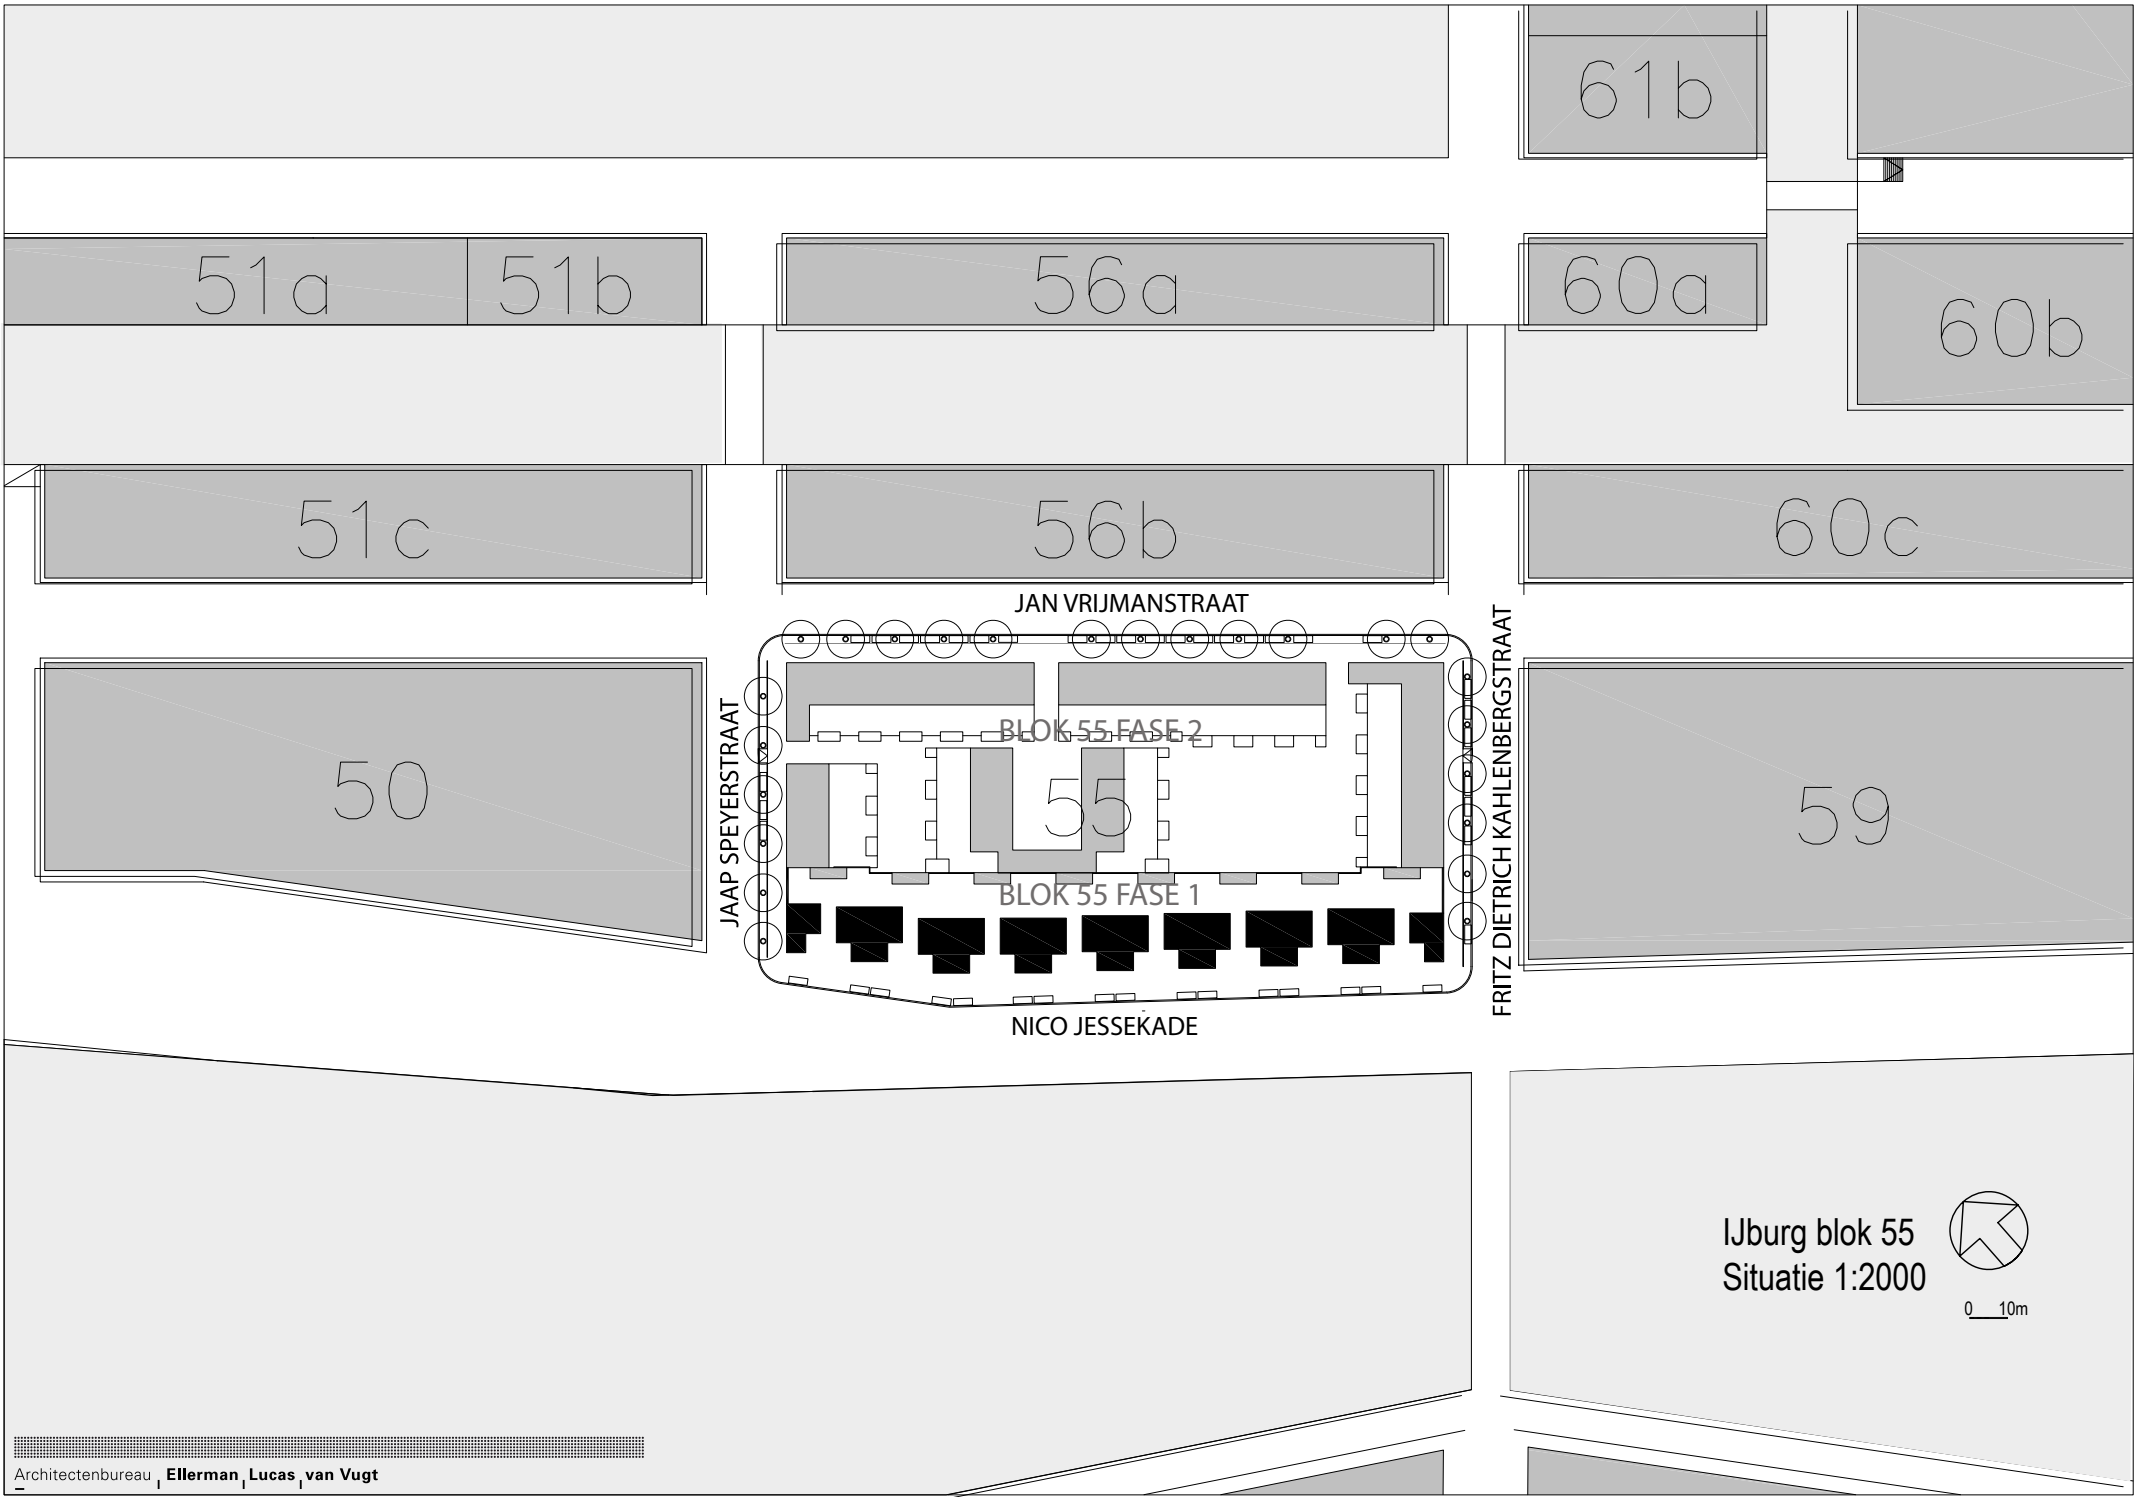 61b
51a
51b
56a
60a
60b
51c
56b
60c
JAN VRIJMANSTRAAT
JAAP SPEYERSTRAAT
FRITZ DIETRICH KAHLENBERGSTRAAT
BLOK 55 FASE 2
50
55
59
BLOK 55 FASE 1
NICO JESSEKADE
IJburg blok 55
Situatie 1:2000
0 10m
Architectenbureau Ellerman Lucas van Vugt